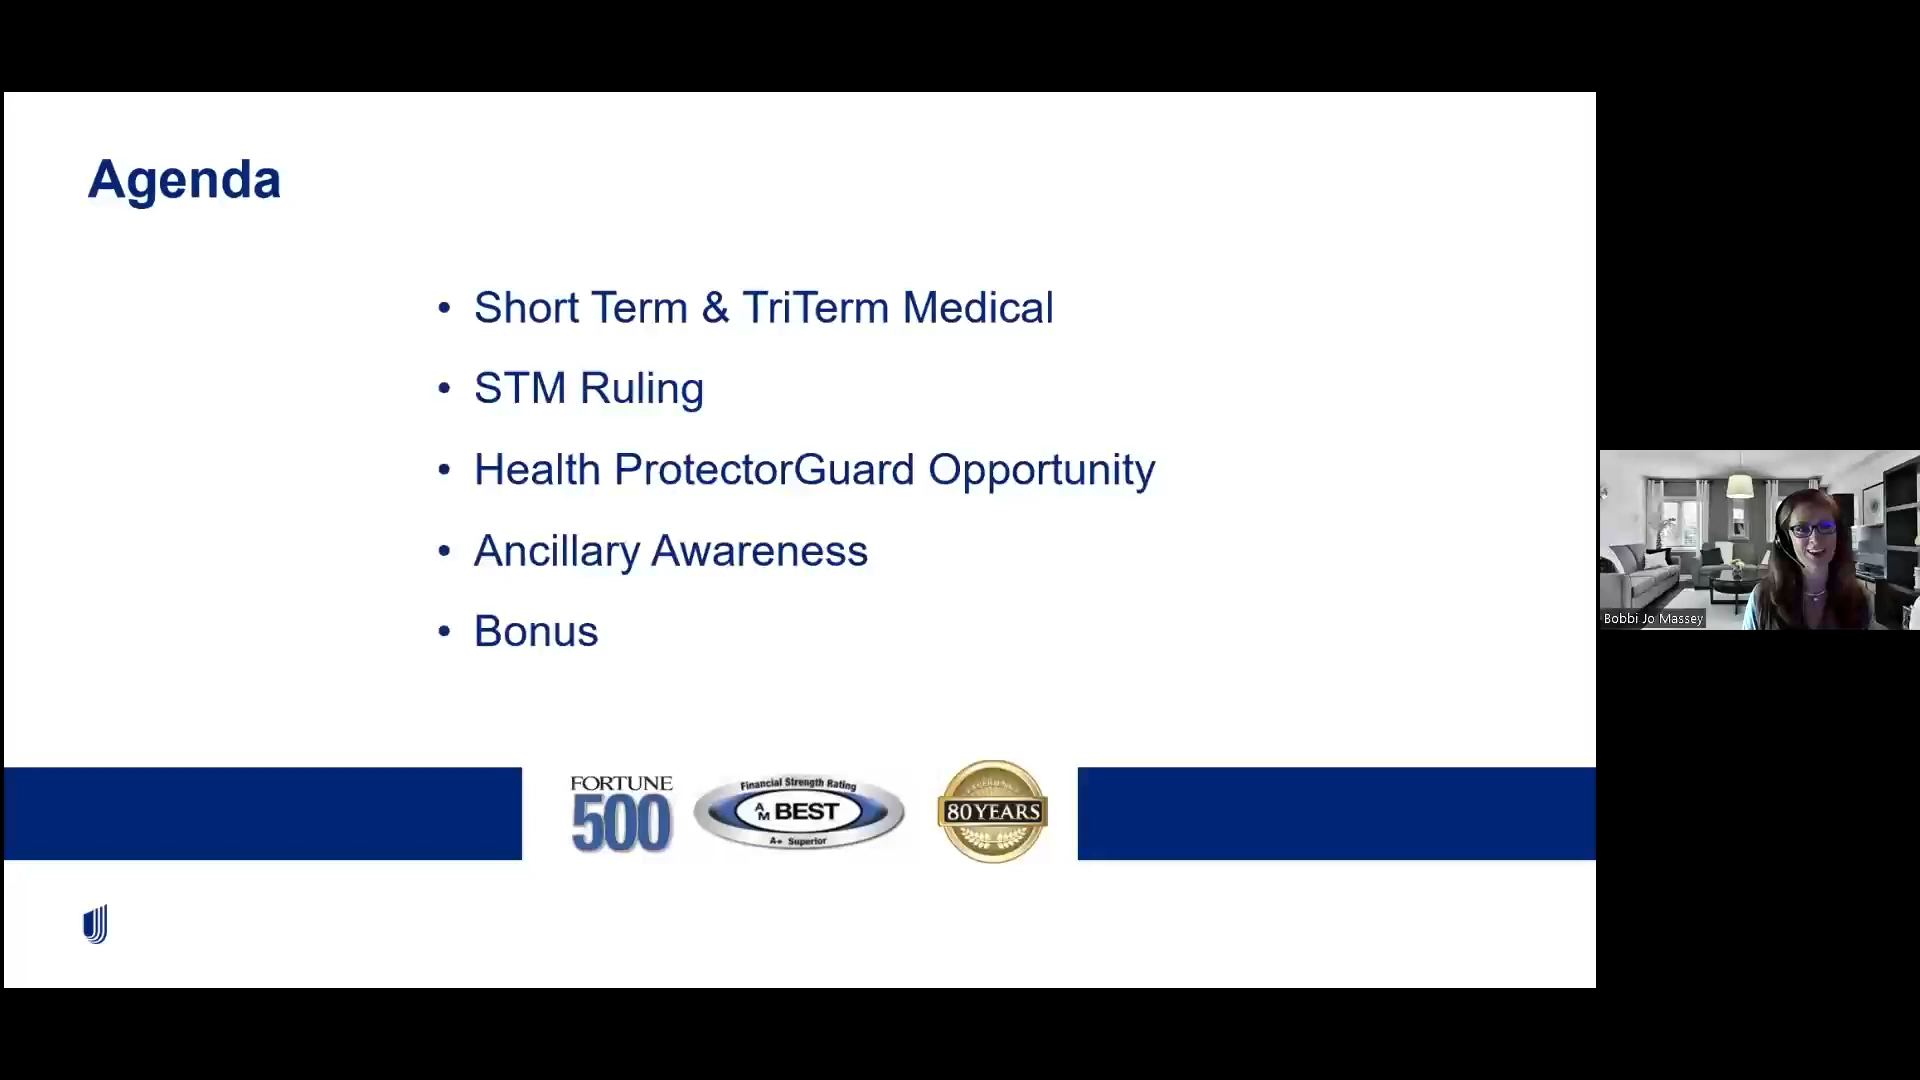 Agenda
• Short Term & TriTerm Medical
• STM Ruling
• Health ProtectorGuard Opportunity
• Ancillary Awareness
• Bonus
FORTUNE
500
Financial Strength Rating
AM BEST
A+ Superior
80 YEARS
Bobbi Jo Massey